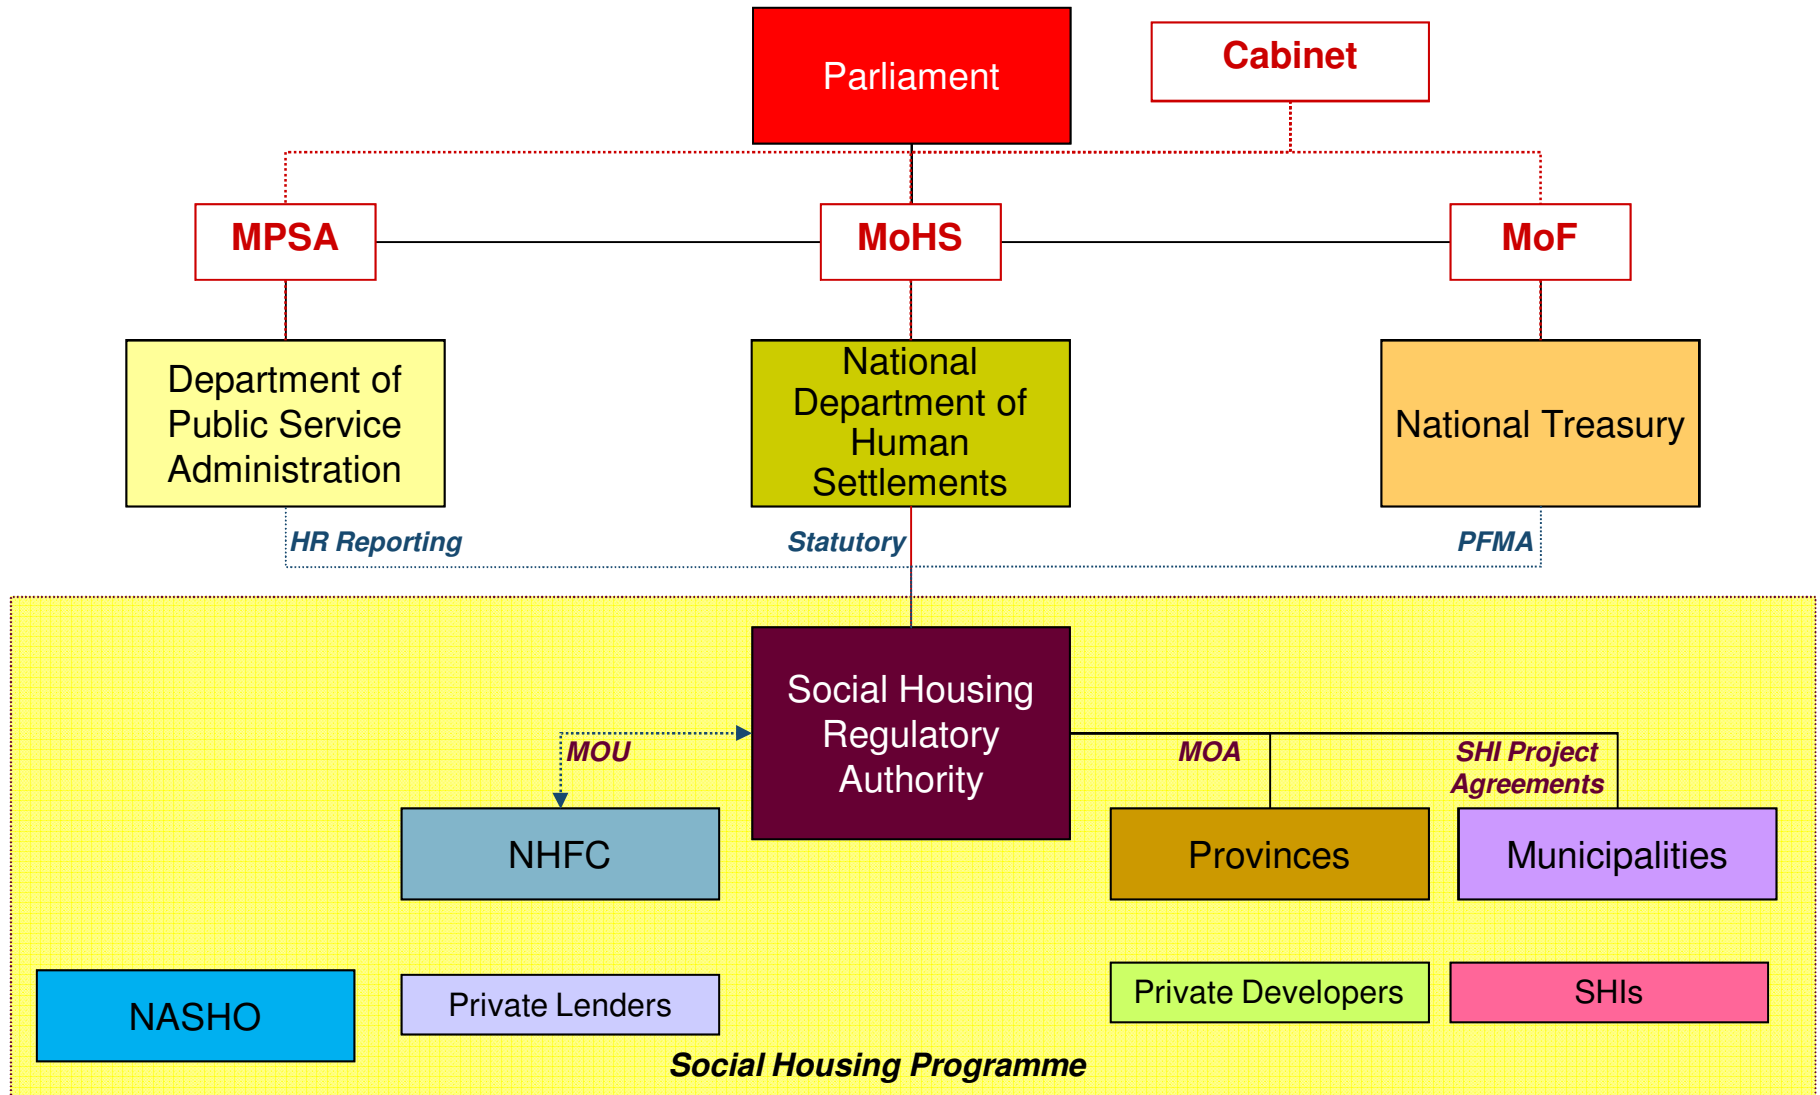 Parliament
Cabinet
MPSA
MoHS
MoF
Department of
Public Service
Administration
National
Department of
Human
Settlements
National Treasury
HR Reporting
Statutory
PFMA
Social Housing
Regulatory
Authority
MOU
MOA
SHI Project
Agreements
NHFC
Provinces
Municipalities
NASHO
Private Lenders
Private Developers
SHIs
Social Housing Programme